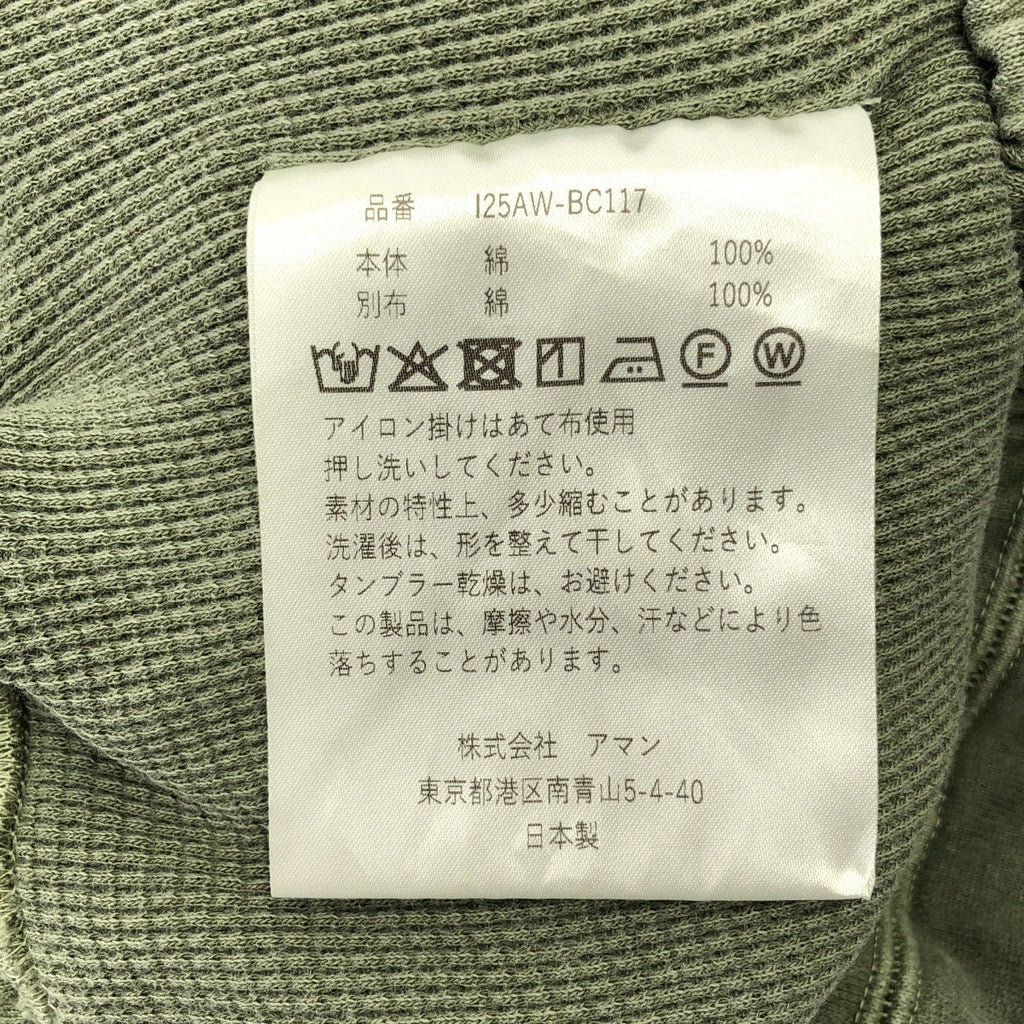 品番 I25AW-BC117
本体 綿 100%
別布 綿 100%
F W
アイロン掛けはあて布使用
押し洗いしてください。
素材の特性上、多少縮むことがあります。
洗濯後は、形を整えて干してください。
タンブラー乾燥は、お避けください。
この製品は、摩擦や水分、汗などにより色
落ちすることがあります。
株式会社 アマン
東京都港区南青山5-4-40
日本製